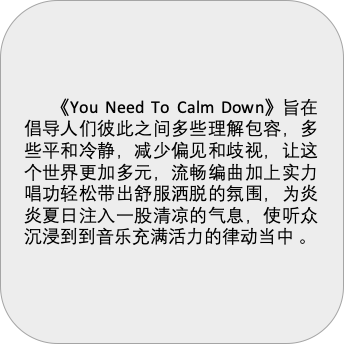 《You Need To Calm Down》旨在
倡导人们彼此之间多些理解包容，多
些平和冷静，减少偏见和歧视，让这
个世界更加多元，流畅编曲加上实力
唱功轻松带出舒服洒脱的氛围，为炎
炎夏日注入一股清凉的气息，使听众
沉浸到到音乐充满活力的律动当中 。